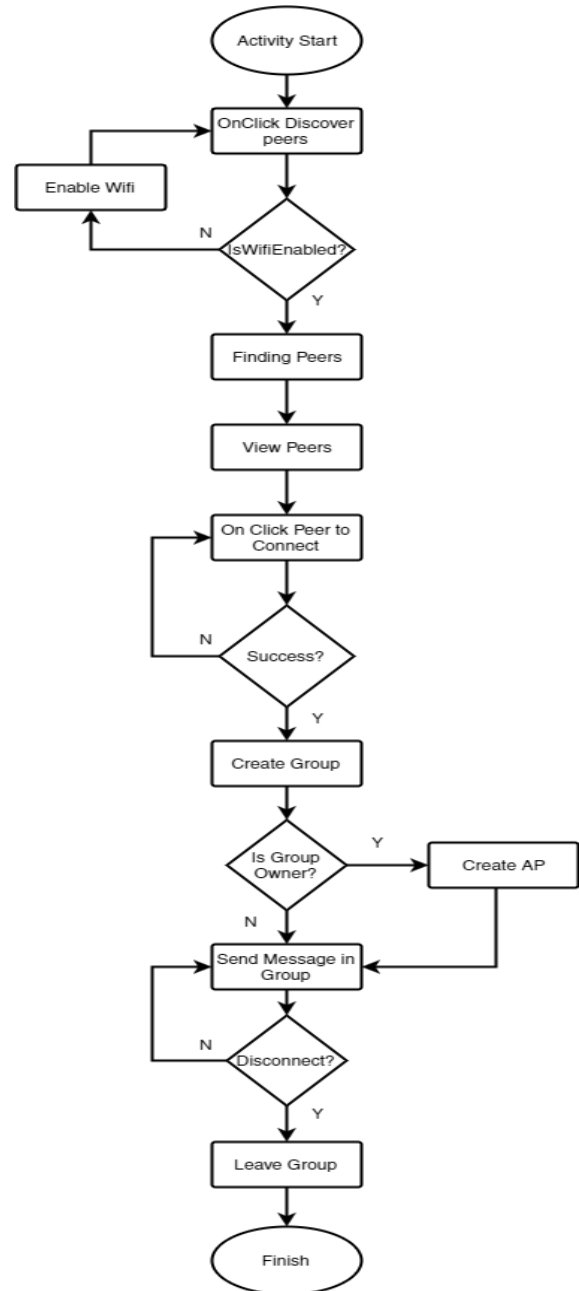 Activity Start
OnClick Discover
peers
Enable Wifi
N
IsWifiEnabled?
Y
Finding Peers
View Peers
On Click Peer to
Connect
N
Success?
Y
Create Group
Is Group
Owner?
Y
Create AP
N
Send Message in
Group
N
Disconnect?
Y
Leave Group
Finish